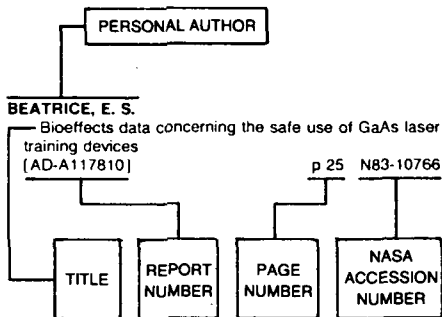 PERSONAL AUTHOR
BEATRICE, E. S.
Bioeffects data concerning the safe use of GaAs laser
training devices
[AD-A117810] p 25 N83-10766
TITLE
REPORT
NUMBER
PAGE
NUMBER
NASA
ACCESSION
NUMBER